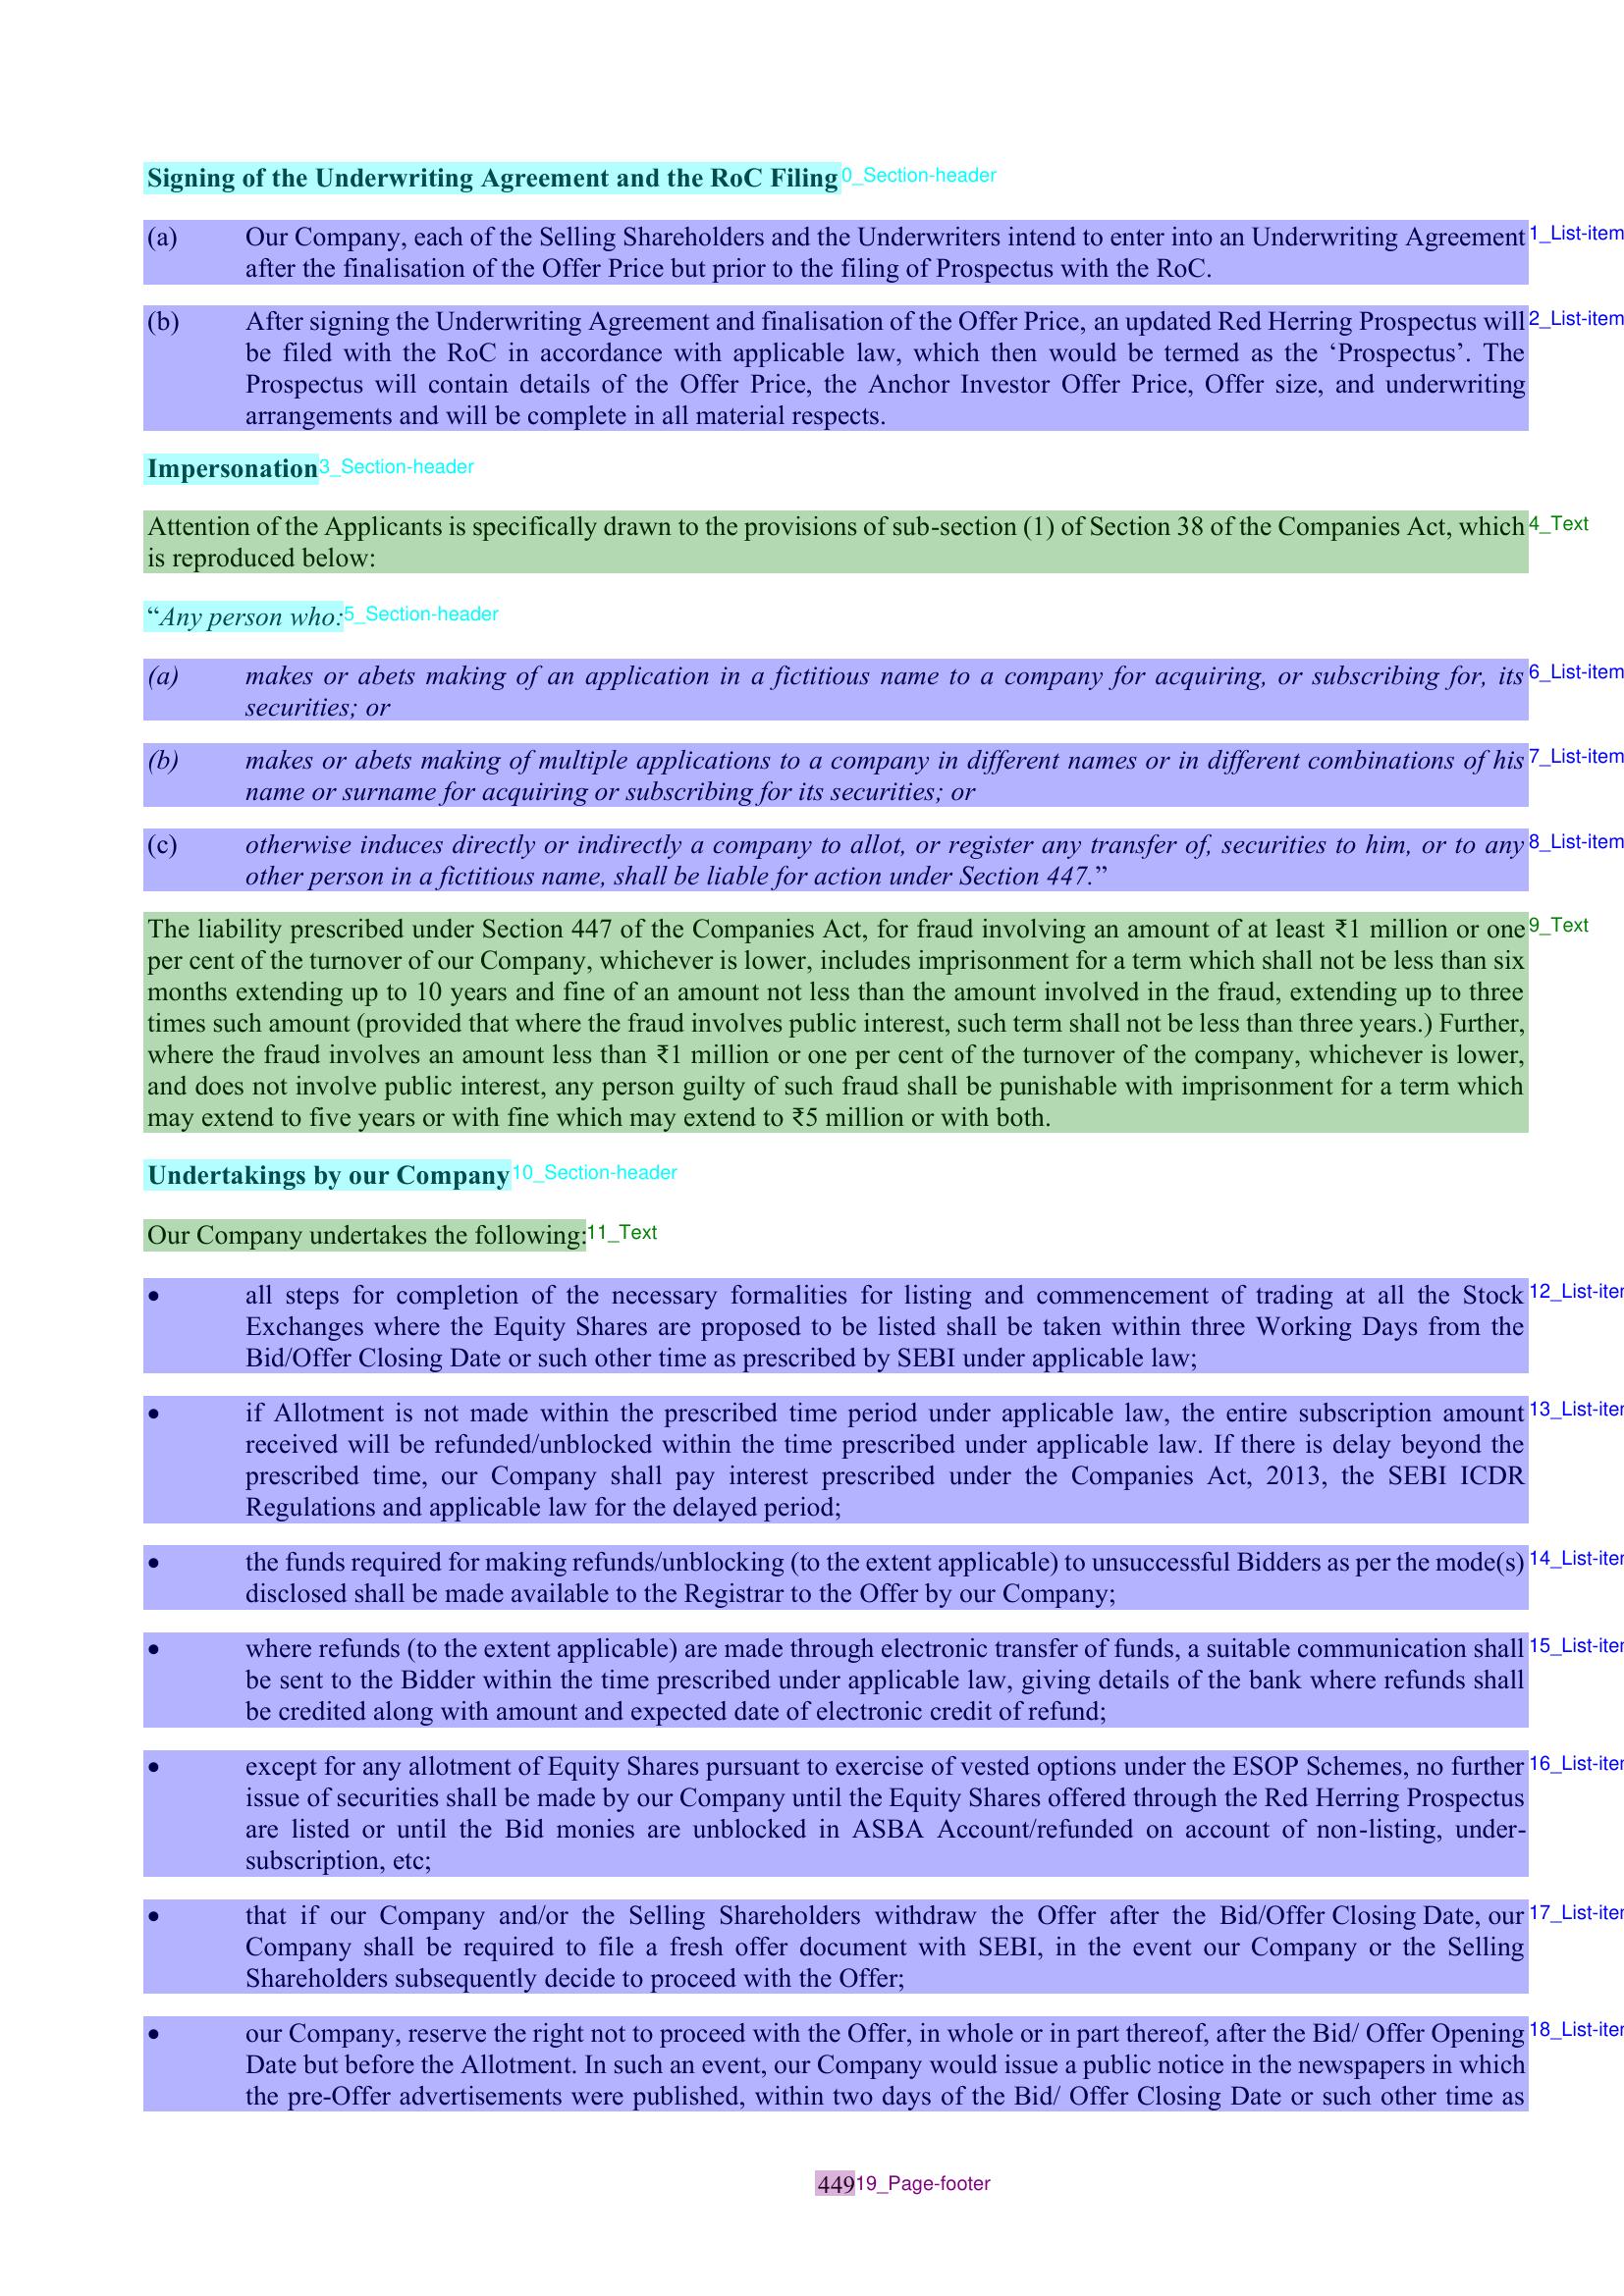 Signing of the Underwriting Agreement and the RoC Filing 0_Section-header
(a) Our Company, each of the Selling Shareholders and the Underwriters intend to enter into an Underwriting Agreement 1_List-item
after the finalisation of the Offer Price but prior to the filing of Prospectus with the RoC.
(b) After signing the Underwriting Agreement and finalisation of the Offer Price, an updated Red Herring Prospectus will 2_List-item
be filed with the RoC in accordance with applicable law, which then would be termed as the ‘Prospectus’. The
Prospectus will contain details of the Offer Price, the Anchor Investor Offer Price, Offer size, and underwriting
arrangements and will be complete in all material respects.
Impersonation 3_Section-header
Attention of the Applicants is specifically drawn to the provisions of sub-section (1) of Section 38 of the Companies Act, which 4_Text
is reproduced below:
“Any person who: 5_Section-header
(a) makes or abets making of an application in a fictitious name to a company for acquiring, or subscribing for, its 6_List-item
securities; or
(b) makes or abets making of multiple applications to a company in different names or in different combinations of his 7_List-item
name or surname for acquiring or subscribing for its securities; or
(c) otherwise induces directly or indirectly a company to allot, or register any transfer of, securities to him, or to any 8_List-item
other person in a fictitious name, shall be liable for action under Section 447.”
The liability prescribed under Section 447 of the Companies Act, for fraud involving an amount of at least ₹1 million or one 9_Text
per cent of the turnover of our Company, whichever is lower, includes imprisonment for a term which shall not be less than six
months extending up to 10 years and fine of an amount not less than the amount involved in the fraud, extending up to three
times such amount (provided that where the fraud involves public interest, such term shall not be less than three years.) Further,
where the fraud involves an amount less than ₹1 million or one per cent of the turnover of the company, whichever is lower,
and does not involve public interest, any person guilty of such fraud shall be punishable with imprisonment for a term which
may extend to five years or with fine which may extend to ₹5 million or with both.
Undertakings by our Company 10_Section-header
Our Company undertakes the following: 11_Text
● all steps for completion of the necessary formalities for listing and commencement of trading at all the Stock 12_List-iter
Exchanges where the Equity Shares are proposed to be listed shall be taken within three Working Days from the
Bid/Offer Closing Date or such other time as prescribed by SEBI under applicable law;
● if Allotment is not made within the prescribed time period under applicable law, the entire subscription amount 13_List-iter
received will be refunded/unblocked within the time prescribed under applicable law. If there is delay beyond the
prescribed time, our Company shall pay interest prescribed under the Companies Act, 2013, the SEBI ICDR
Regulations and applicable law for the delayed period;
● the funds required for making refunds/unblocking (to the extent applicable) to unsuccessful Bidders as per the mode(s) 14_List-iter
disclosed shall be made available to the Registrar to the Offer by our Company;
● where refunds (to the extent applicable) are made through electronic transfer of funds, a suitable communication shall 15_List-iter
be sent to the Bidder within the time prescribed under applicable law, giving details of the bank where refunds shall
be credited along with amount and expected date of electronic credit of refund;
● except for any allotment of Equity Shares pursuant to exercise of vested options under the ESOP Schemes, no further 16_List-iter
issue of securities shall be made by our Company until the Equity Shares offered through the Red Herring Prospectus
are listed or until the Bid monies are unblocked in ASBA Account/refunded on account of non-listing, under-
subscription, etc;
● that if our Company and/or the Selling Shareholders withdraw the Offer after the Bid/Offer Closing Date, our 17_List-iter
Company shall be required to file a fresh offer document with SEBI, in the event our Company or the Selling
Shareholders subsequently decide to proceed with the Offer;
● our Company, reserve the right not to proceed with the Offer, in whole or in part thereof, after the Bid/ Offer Opening 18_List-iter
Date but before the Allotment. In such an event, our Company would issue a public notice in the newspapers in which
the pre-Offer advertisements were published, within two days of the Bid/ Offer Closing Date or such other time as
449 19_Page-footer